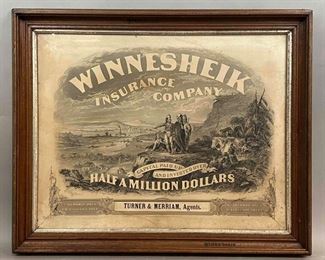 WINNESHEIK
INSURANCE
COMPANY
CAPITAL PAID UP
AND INVESTED OVER
HALF A MILLION DOLLARS
TURNER & MERRIAM, Agents.